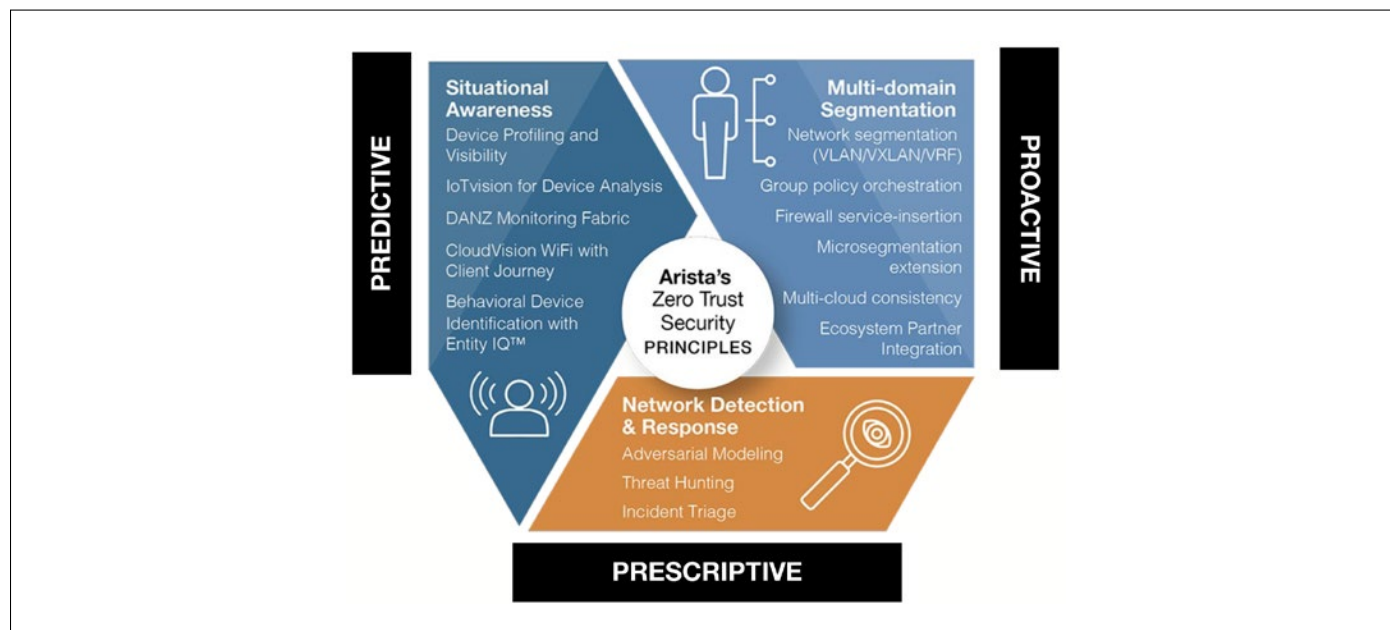 PREDICTIVE
Situational
Awareness
Device Profiling and
Visibility
IoTvision for Device Analysis
DANZ Monitoring Fabric
CloudVision WiFi with
Client Journey
Behavioral Device
Identification with
Entity IQ™
Multi-domain
Segmentation
Network segmentation
(VLAN/VXLAN/VRF)
Group policy orchestration
Firewall service-insertion
Microsegmentation
extension
Multi-cloud consistency
Ecosystem Partner
Integration
PROACTIVE
Arista's
Zero Trust
Security
PRINCIPLES
Network Detection
& Response
Adversarial Modeling
Threat Hunting
Incident Triage
PRESCRIPTIVE